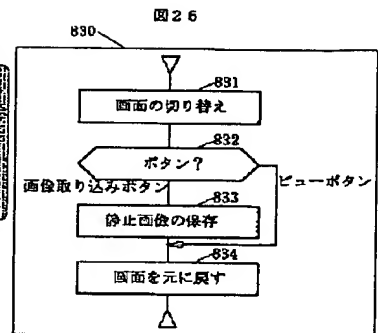 図26
830
831
画面の切り替え
832
ボタン?
画像取り込みボタン
ビューボタン
833
静止画像の保存
834
画面を元に戻す